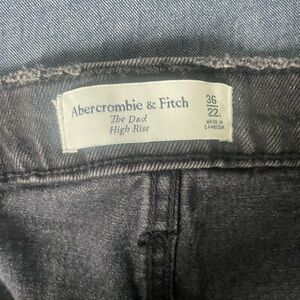 Abercrombie & Fitch
The Dad
High Rise
36
22
MADE IN
CAMBODIA